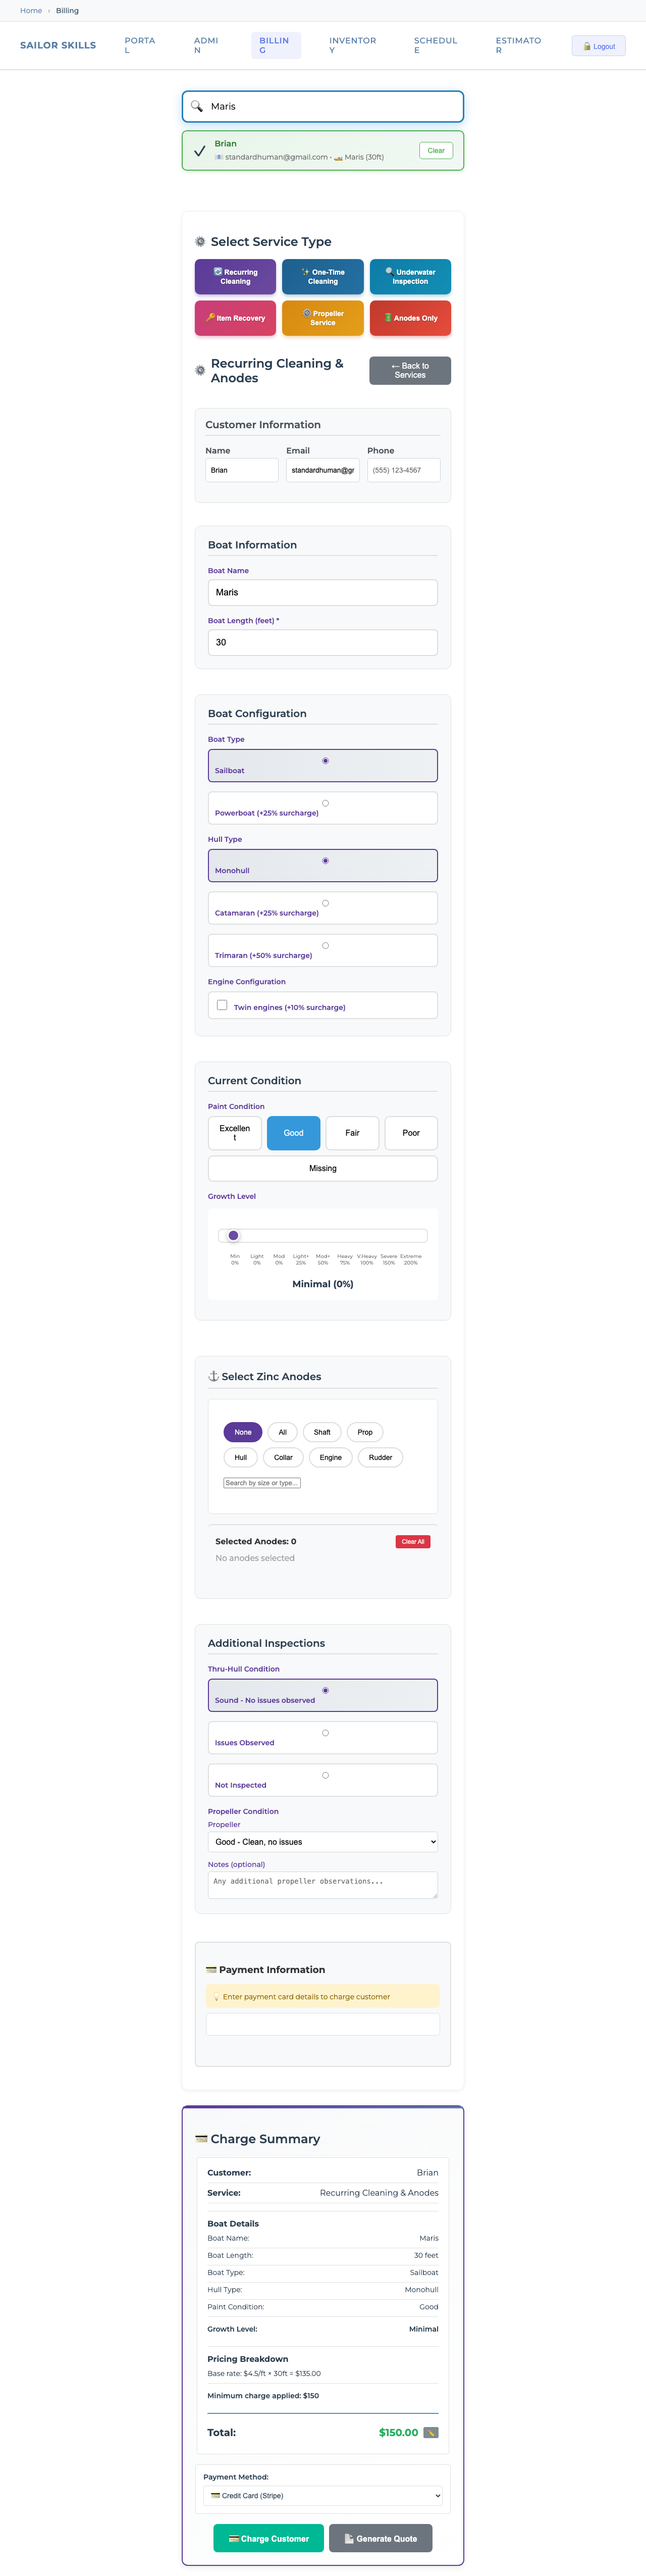 Home › Billing
SAILOR SKILLS
PORTA
L
ADMI
N
BILLIN
G
INVENTOR
Y
SCHEDUL
E
ESTIMATO
R
🔒 Logout
🔍 Maris
✓ Brian
📧 standardhuman@gmail.com - 🚤 Maris (30ft)
Clear
Select Service Type
🔄 Recurring
Cleaning
✨ One-Time
Cleaning
🔍 Underwater
Inspection
🔑 Item Recovery
⚙️ Propeller
Service
🔋 Anodes Only
Recurring Cleaning &
Anodes
← Back to
Services
Customer Information
Name
Email
Phone
Brian
standardhuman@gr
(555) 123-4567
Boat Information
Boat Name
Maris
Boat Length (feet) *
30
Boat Configuration
Boat Type
Sailboat
Powerboat (+25% surcharge)
Hull Type
Monohull
Catamaran (+25% surcharge)
Trimaran (+50% surcharge)
Engine Configuration
Twin engines (+10% surcharge)
Current Condition
Paint Condition
Excellen
t
Good
Fair
Poor
Missing
Growth Level
Min
0%
Light
0%
Mod
0%
Light+
25%
Mod+
50%
Heavy
75%
V.Heavy
100%
Severe
150%
Extreme
200%
Minimal (0%)
⚓ Select Zinc Anodes
None
All
Shaft
Prop
Hull
Collar
Engine
Rudder
Search by size or type...
Selected Anodes: 0
Clear All
No anodes selected
Additional Inspections
Thru-Hull Condition
Sound - No issues observed
Issues Observed
Not Inspected
Propeller Condition
Propeller
Good - Clean, no issues
Notes (optional)
Any additional propeller observations...
💳 Payment Information
💡 Enter payment card details to charge customer
💳 Charge Summary
Customer: Brian
Service: Recurring Cleaning & Anodes
Boat Details
Boat Name: Maris
Boat Length: 30 feet
Boat Type: Sailboat
Hull Type: Monohull
Paint Condition: Good
Growth Level: Minimal
Pricing Breakdown
Base rate: $4.5/ft × 30ft = $135.00
Minimum charge applied: $150
Total: $150.00
Payment Method:
💳 Credit Card (Stripe)
💳 Charge Customer
📄 Generate Quote